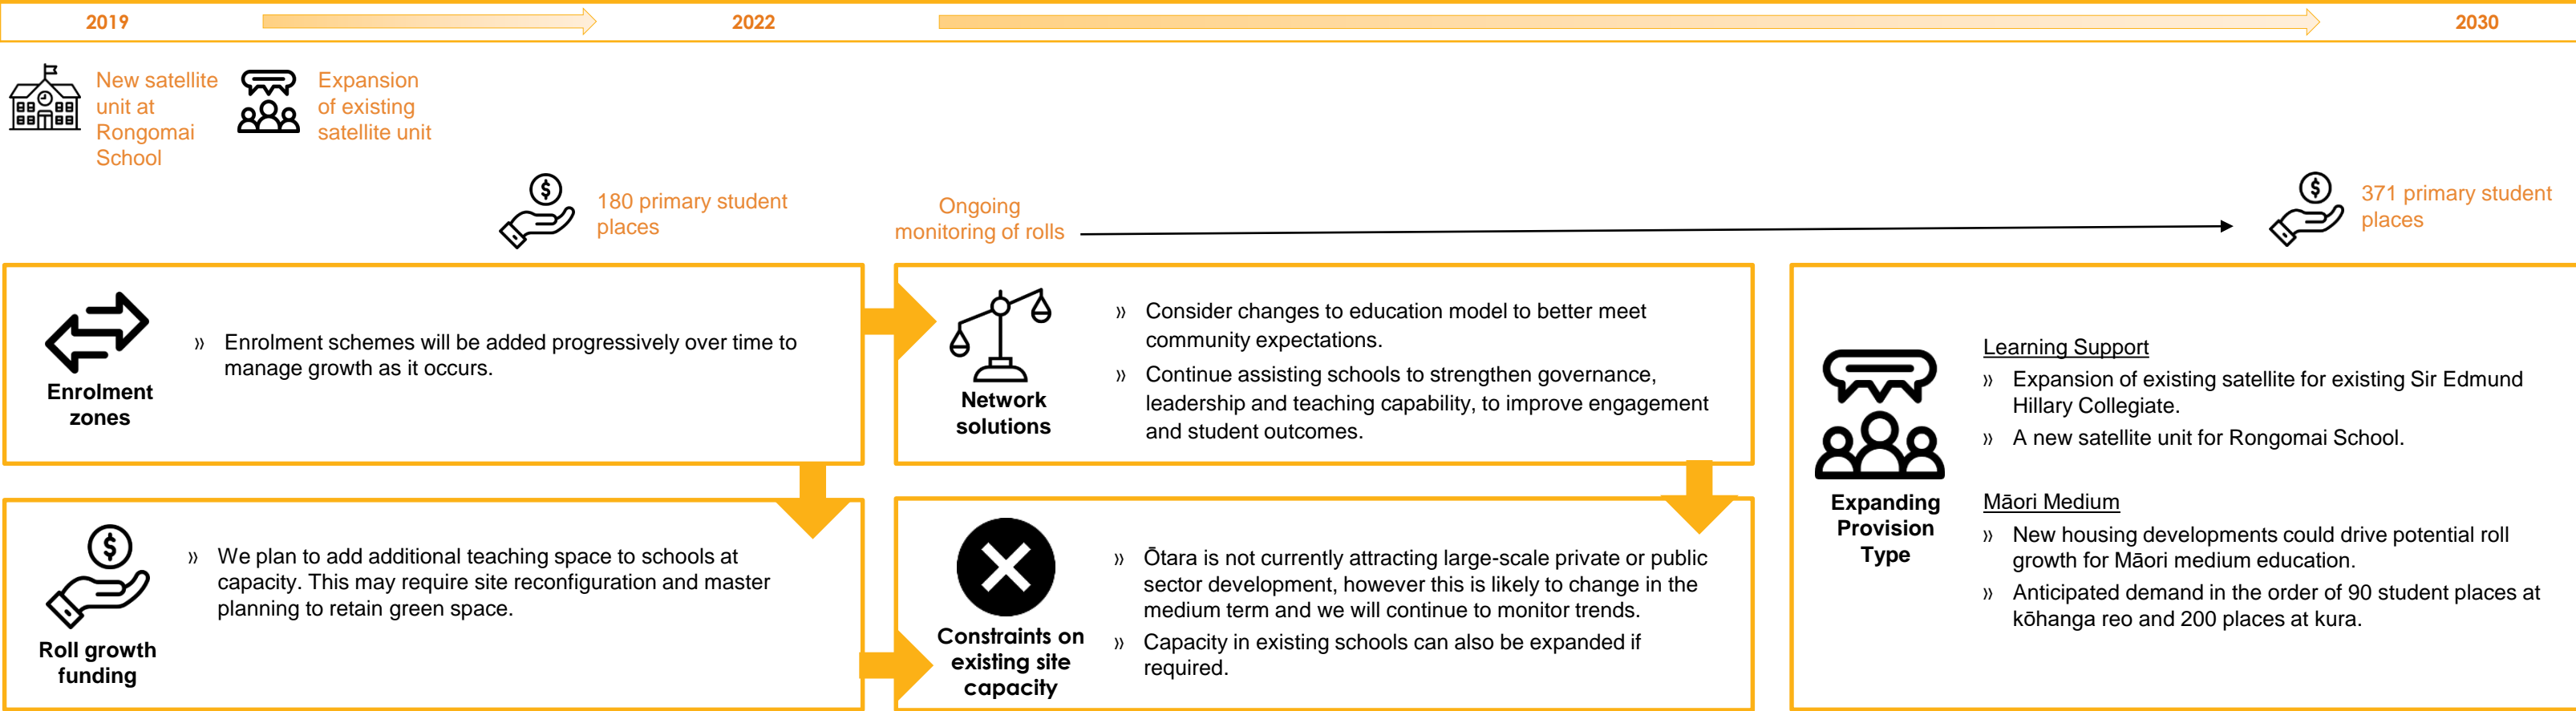 2019
2022
2030
New satellite
unit at
Rongomai
School
Expansion
of existing
satellite unit
180 primary student
places
Ongoing
monitoring of rolls
371 primary student
places
Enrolment
zones
» Enrolment schemes will be added progressively over time to
manage growth as it occurs.
Network
solutions
» Consider changes to education model to better meet
community expectations.
» Continue assisting schools to strengthen governance,
leadership and teaching capability, to improve engagement
and student outcomes.
Roll growth
funding
» We plan to add additional teaching space to schools at
capacity. This may require site reconfiguration and master
planning to retain green space.
Constraints on
existing site
capacity
» Ōtara is not currently attracting large-scale private or public
sector development, however this is likely to change in the
medium term and we will continue to monitor trends.
» Capacity in existing schools can also be expanded if
required.
Expanding
Provision
Type
Learning Support
» Expansion of existing satellite for existing Sir Edmund
Hillary Collegiate.
» A new satellite unit for Rongomai School.
Māori Medium
» New housing developments could drive potential roll
growth for Māori medium education.
» Anticipated demand in the order of 90 student places at
kōhanga reo and 200 places at kura.